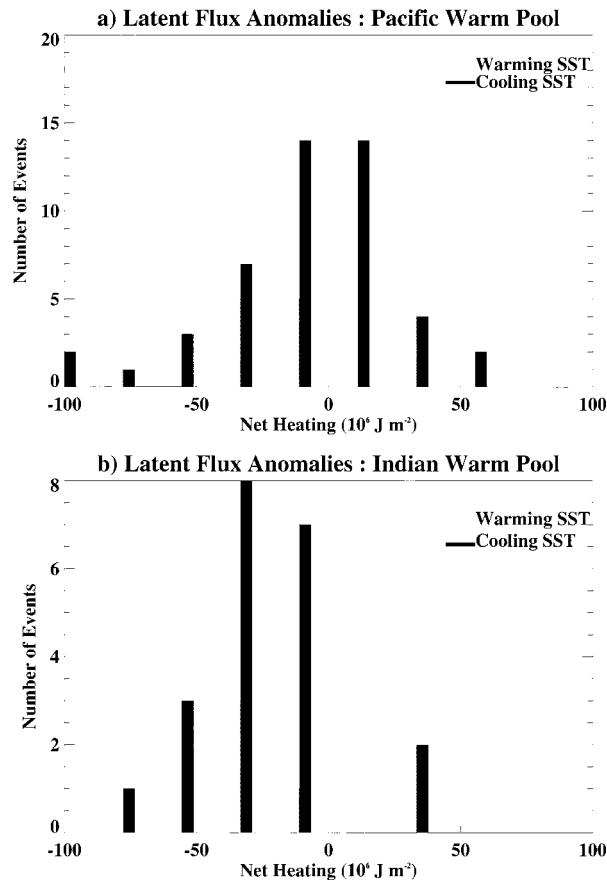 a) Latent Flux Anomalies : Pacific Warm Pool
20
15
10
5
0
Number of Events
Warming SST
Cooling SST
-100 -50 0 50 100
Net Heating (10⁶ J m⁻²)
b) Latent Flux Anomalies : Indian Warm Pool
8
6
4
2
0
Number of Events
Warming SST
Cooling SST
-100 -50 0 50 100
Net Heating (10⁶ J m⁻²)